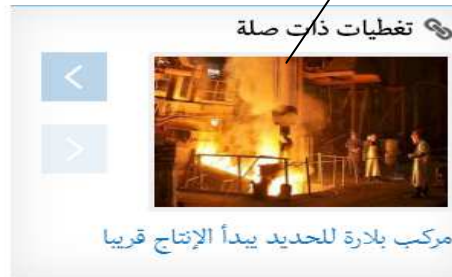 تغطيات ذات صلة
مركب بلارة للحديد يبدأ الإنتاج قريبا